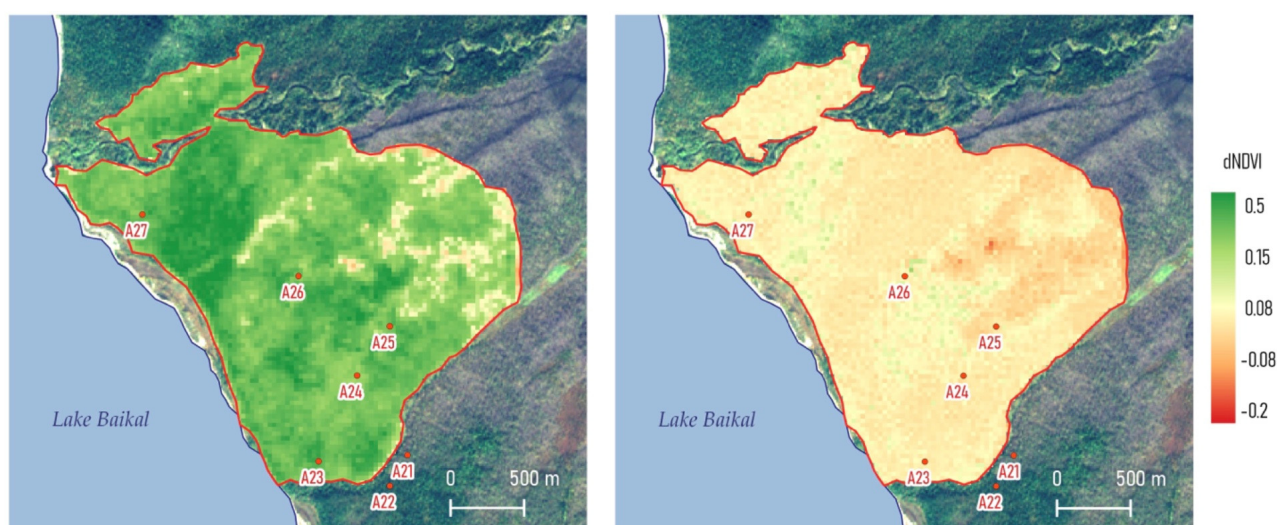 A27
A26
A25
A24
A23
A21
A22
Lake Baikal
0 500 m
A27
A26
A25
A24
A23
A21
A22
Lake Baikal
0 500 m
dNDVI
0.5
0.15
0.08
-0.08
-0.2